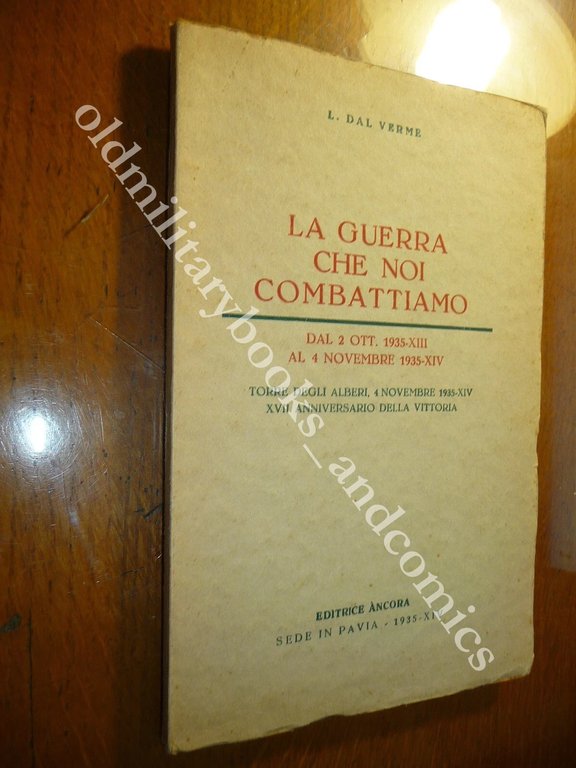 L. DAL VERME
LA GUERRA
CHE NOI
COMBATTIAMO
DAL 2 OTT. 1935-XIII
AL 4 NOVEMBRE 1935-XIV
TORRE DEGLI ALBERI, 4 NOVEMBRE 1935-XIV
XVII ANNIVERSARIO DELLA VITTORIA
EDITRICE ÀNCORA
SEDE IN PAVIA - 1935-XIV
oldmilitarybooks_andcomics